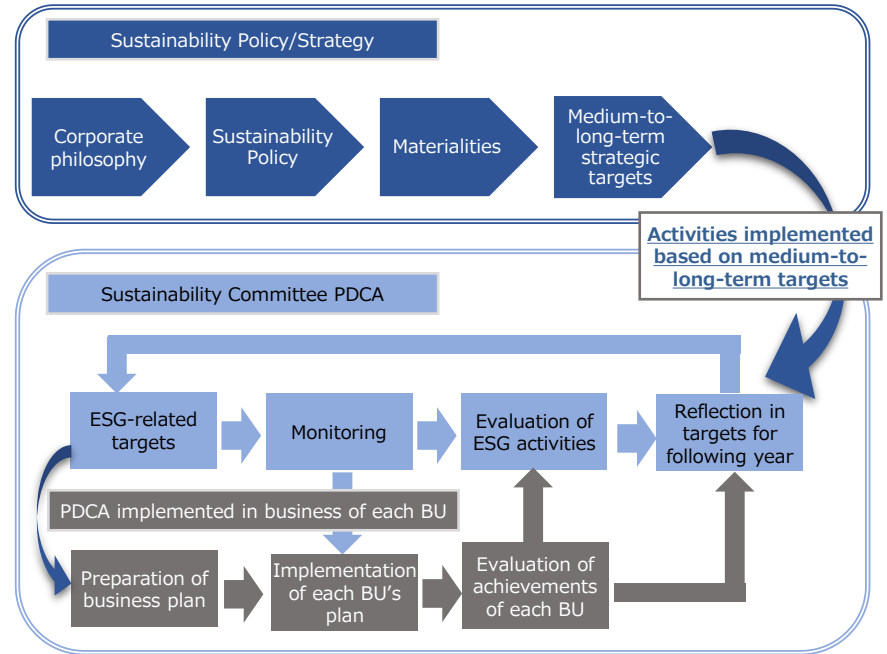 Sustainability Policy/Strategy
Corporate
philosophy
Sustainability
Policy
Materialities
Medium-to-
long-term
strategic
targets
Activities implemented
based on medium-to-
long-term targets
Sustainability Committee PDCA
ESG-related
targets
Monitoring
Evaluation of
ESG activities
Reflection in
targets for
following year
PDCA implemented in business of each BU
Preparation of
business plan
Implementation
of each BU’s
plan
Evaluation of
achievements
of each BU